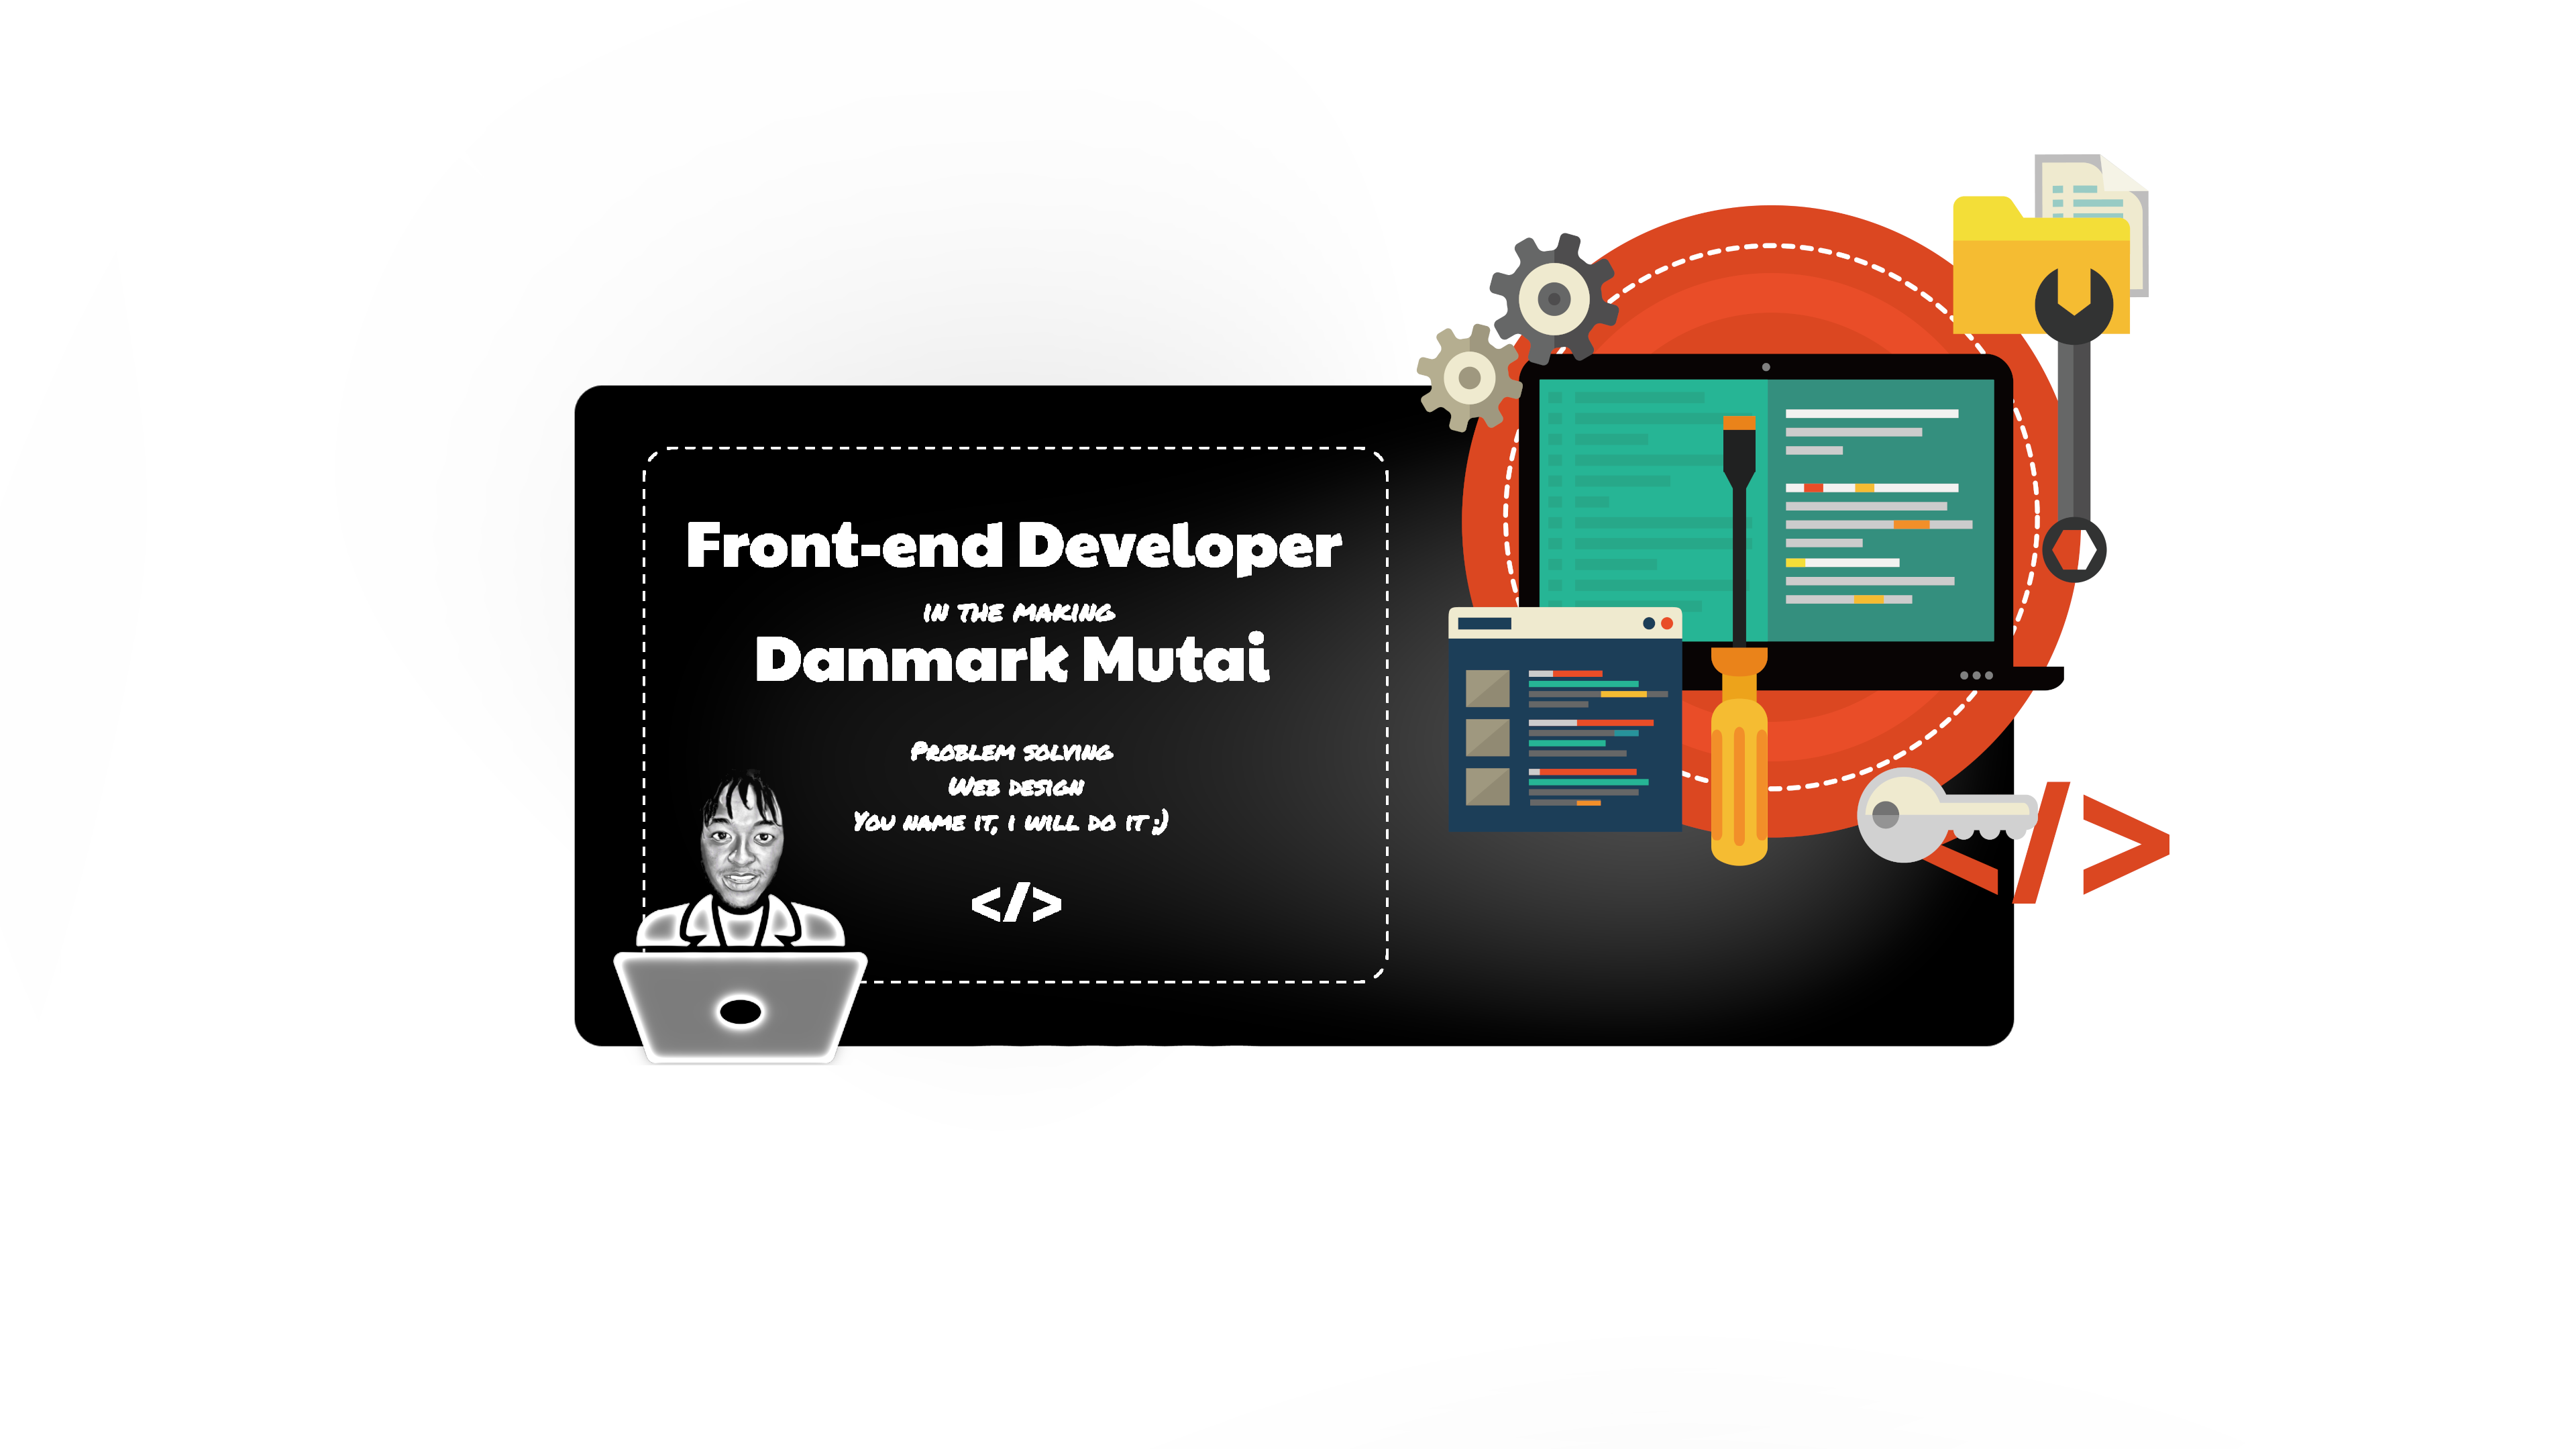 Front-end Developer
in the making
Danmark Mutai
Problem solving
Web design
You name it, i will do it ;)
</>
</>